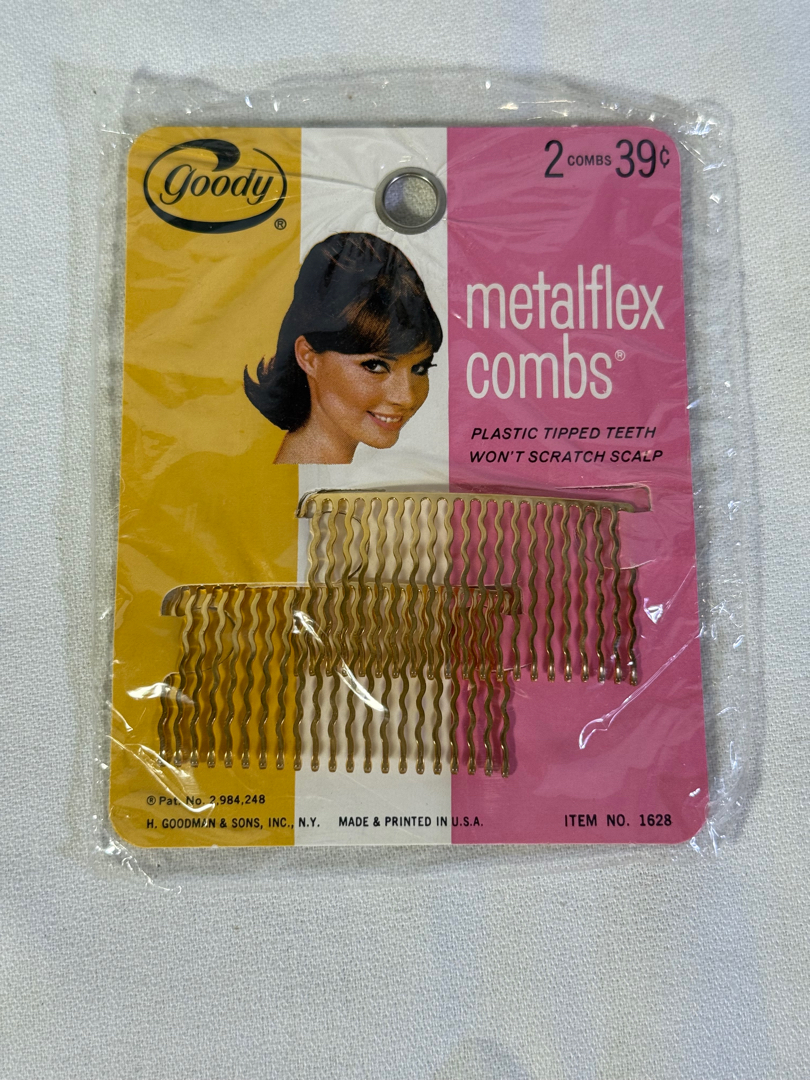 goody®
2 COMBS 39¢
metalflex
combs®
PLASTIC TIPPED TEETH
WON'T SCRATCH SCALP
® Pat. No. 2,984,248
H. GOODMAN & SONS, INC., N.Y. MADE & PRINTED IN U.S.A. ITEM NO. 1628